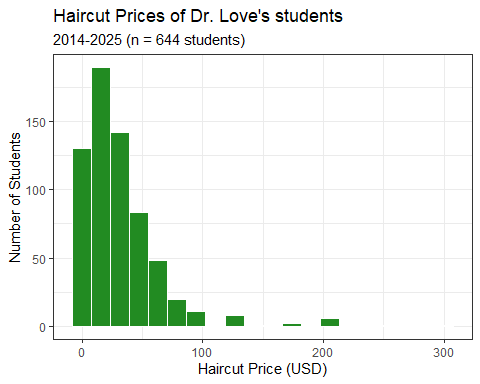 Haircut Prices of Dr. Love's students
2014-2025 (n = 644 students)
Number of Students
150
100
50
0
0 100 200 300
Haircut Price (USD)